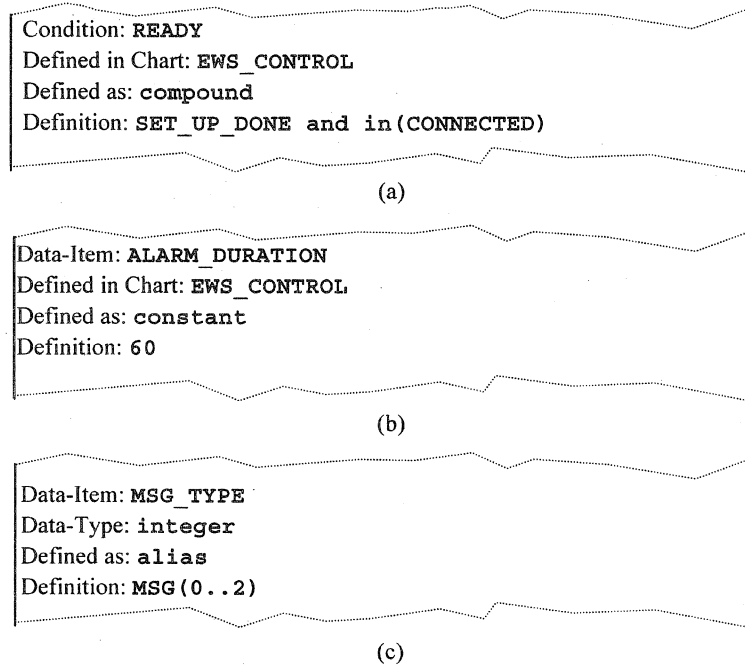 Condition: READY
Defined in Chart: EWS_CONTROL
Defined as: compound
Definition: SET_UP_DONE and in(CONNECTED)
(a)
Data-Item: ALARM_DURATION
Defined in Chart: EWS_CONTROL
Defined as: constant
Definition: 60
(b)
Data-Item: MSG_TYPE
Data-Type: integer
Defined as: alias
Definition: MSG(0..2)
(c)